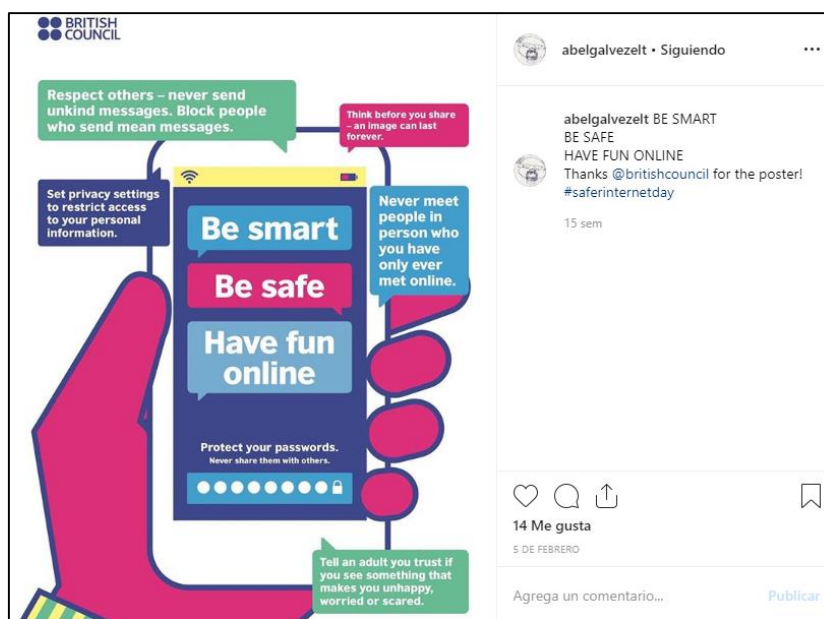 BRITISH
COUNCIL
Respect others – never send
unkind messages. Block people
who send mean messages.
Think before you share
– an image can last
forever.
Set privacy settings
to restrict access
to your personal
information.
Never meet
people in
person who
you have
only ever
met online.
Be smart
Be safe
Have fun
online
Protect your passwords.
Never share them with others.
Tell an adult you trust if
you see something that
makes you unhappy,
worried or scared.
abelgalvezelt • Siguiendo
abelgalvezelt BE SMART
BE SAFE
HAVE FUN ONLINE
Thanks @britishcouncil for the poster!
#saferinternetday
15 sem
14 Me gusta
5 DE FEBRERO
Agrega un comentario... Publicar